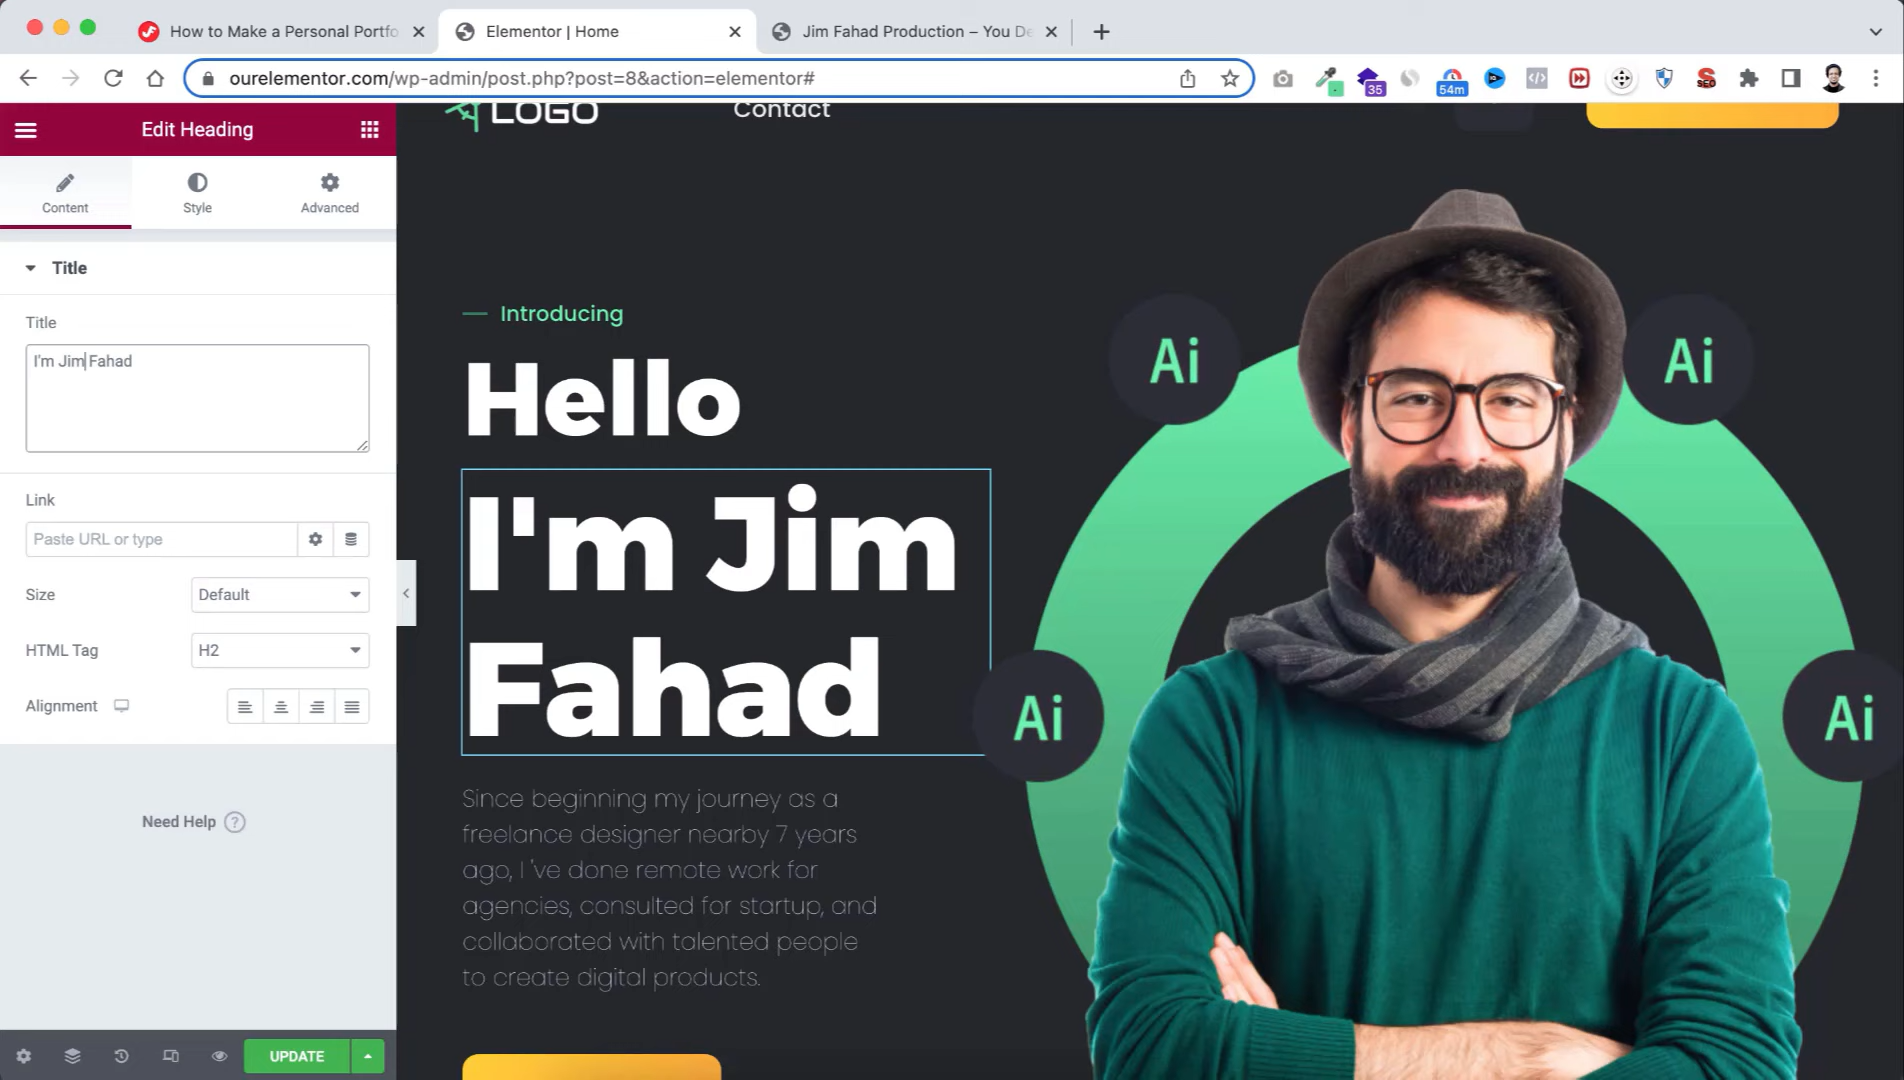 How to Make a Personal Portfo
Elementor | Home
Jim Fahad Production – You De
ourelementor.com/wp-admin/post.php?post=8&action=elementor#
35
54m
SEO
Edit Heading
Content
Style
Advanced
Title
Title
I'm Jim Fahad
Link
Paste URL or type
Size
Default
HTML Tag
H2
Alignment
Need Help
UPDATE
LOGO
Contact
Introducing
Hello
I'm Jim
Fahad
Since beginning my journey as a
freelance designer nearby 7 years
ago, I 've done remote work for
agencies, consulted for startup, and
collaborated with talented people
to create digital products.
Ai
Ai
Ai
Ai